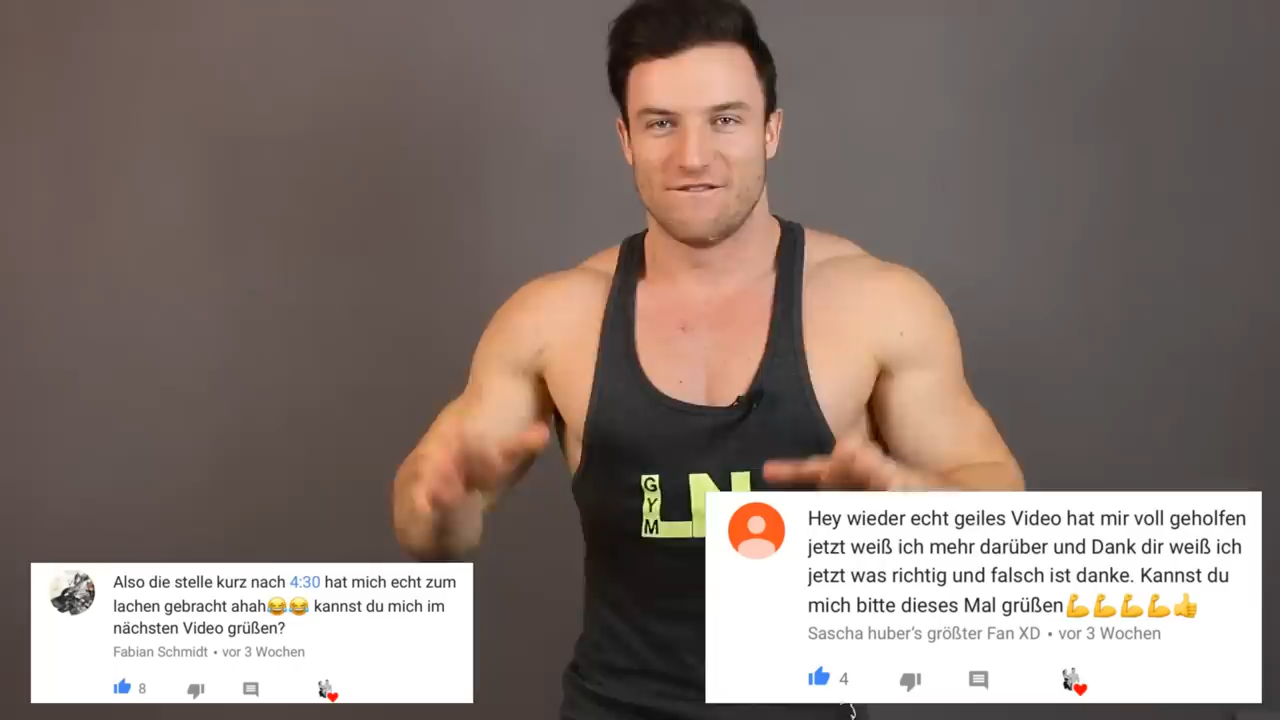 GYM
LN
Also die stelle kurz nach 4:30 hat mich echt zum
lachen gebracht ahah😂😂 kannst du mich im
nächsten Video grüßen?
Fabian Schmidt • vor 3 Wochen
8
Hey wieder echt geiles Video hat mir voll geholfen
jetzt weiß ich mehr darüber und Dank dir weiß ich
jetzt was richtig und falsch ist danke. Kannst du
mich bitte dieses Mal grüßen💪💪💪💪👍
Sascha huber's größter Fan XD • vor 3 Wochen
4